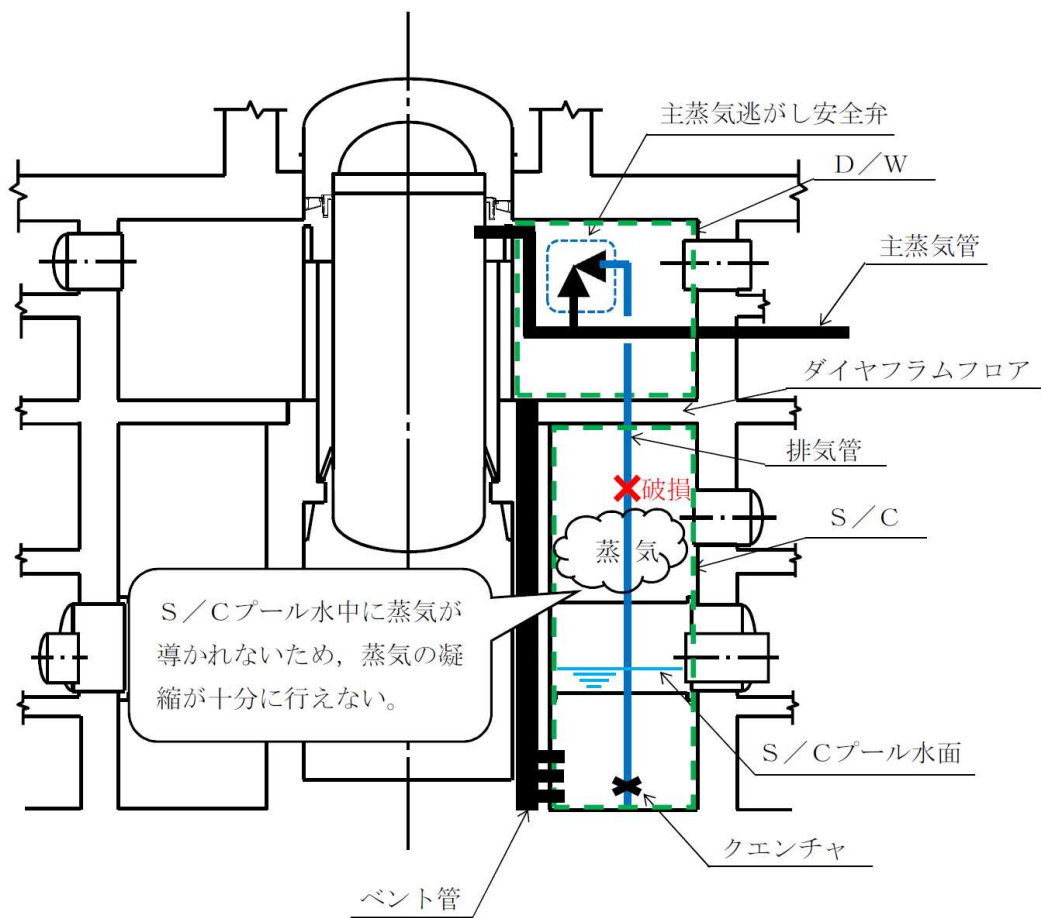 主蒸気逃がし安全弁
D/W
主蒸気管
ダイヤフラムフロア
排気管
破損
S/C
蒸気
S/Cプール水中に蒸気が
導かれないため,蒸気の凝
縮が十分に行えない。
S/Cプール水面
クエンチャ
ベント管